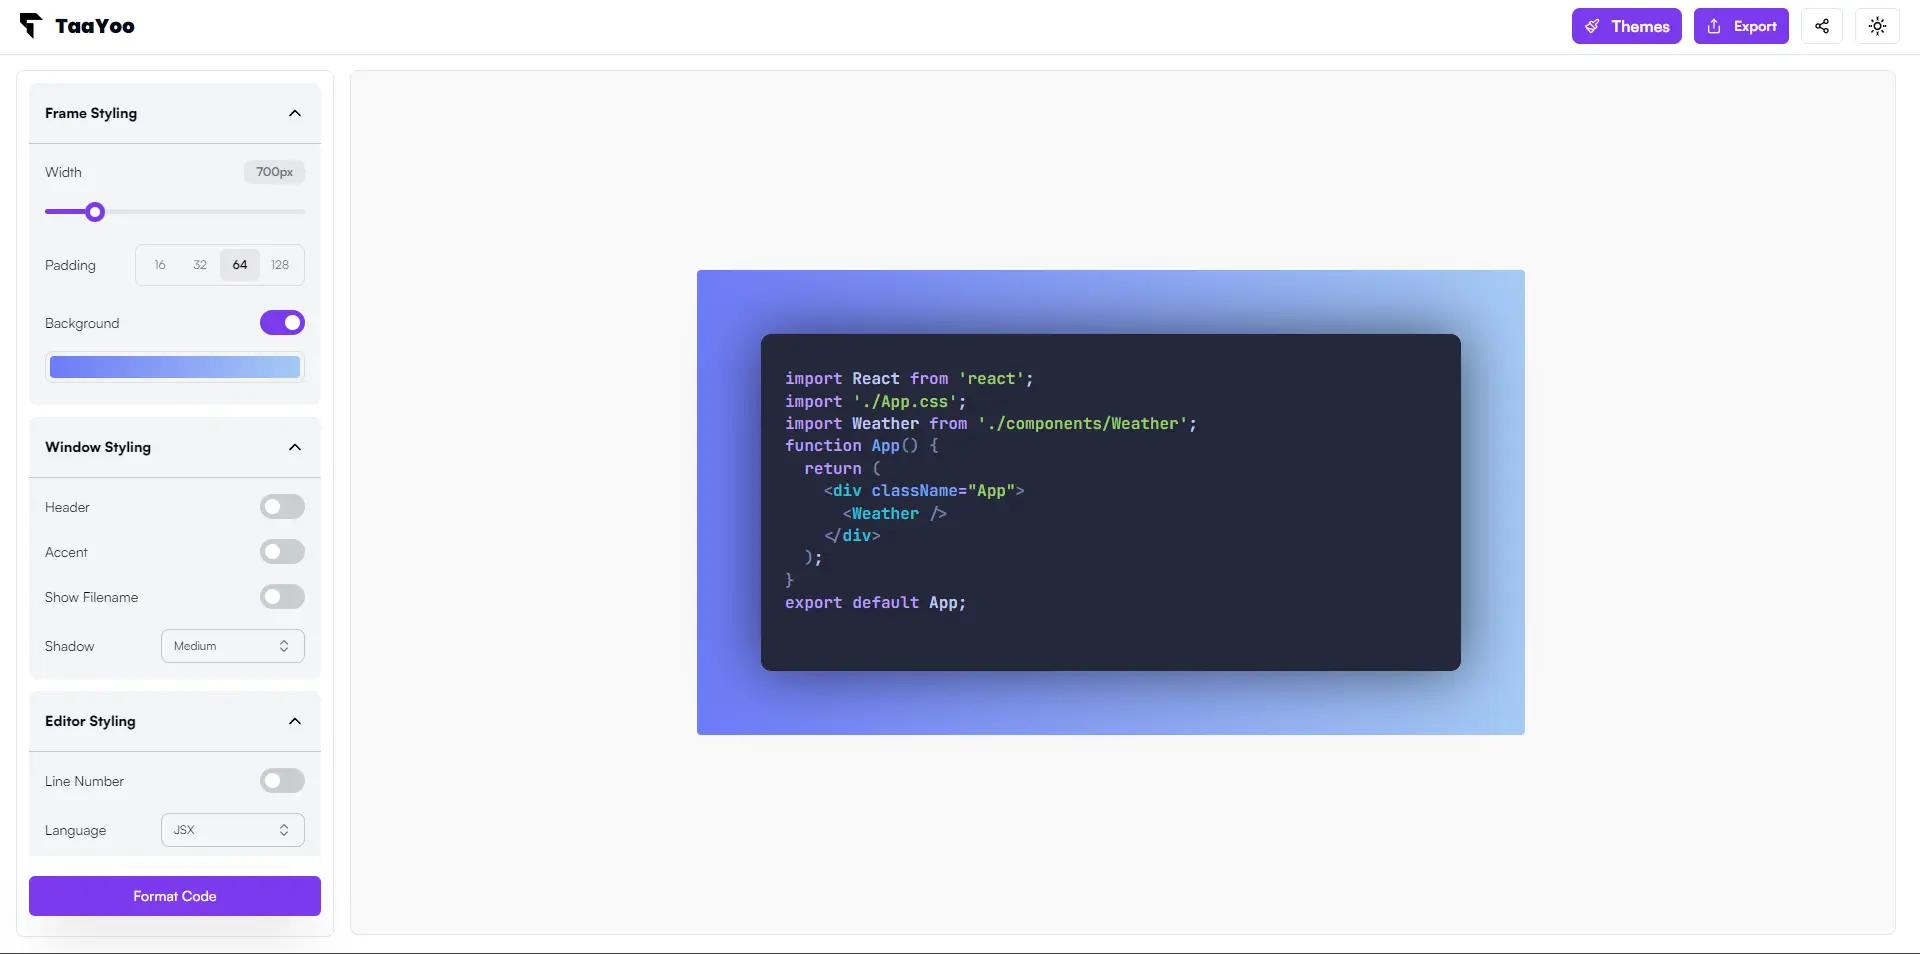 TaaYoo
Themes
Export
Frame Styling
Width
700px
Padding
16
32
64
128
Background
Window Styling
Header
Accent
Show Filename
Shadow
Medium
Editor Styling
Line Number
Language
JSX
Format Code
import React from 'react';
import './App.css';
import Weather from './components/Weather';
function App() {
  return (
    <div className="App">
      <Weather />
    </div>
  );
}
export default App;